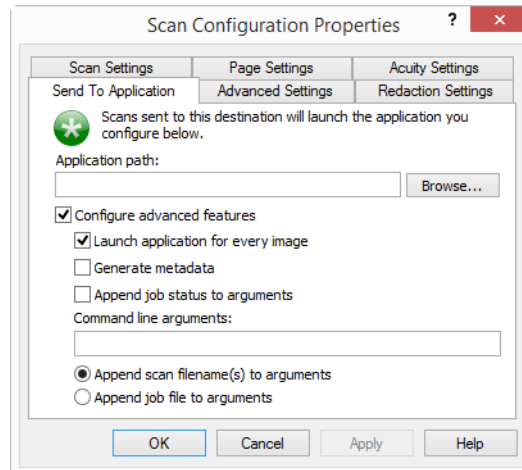 Scan Configuration Properties ? ×
Scan Settings Page Settings Acuity Settings
Send To Application Advanced Settings Redaction Settings
Scans sent to this destination will launch the application you
configure below.
Application path:
Browse...
Configure advanced features
Launch application for every image
Generate metadata
Append job status to arguments
Command line arguments:
Append scan filename(s) to arguments
Append job file to arguments
OK Cancel Apply Help